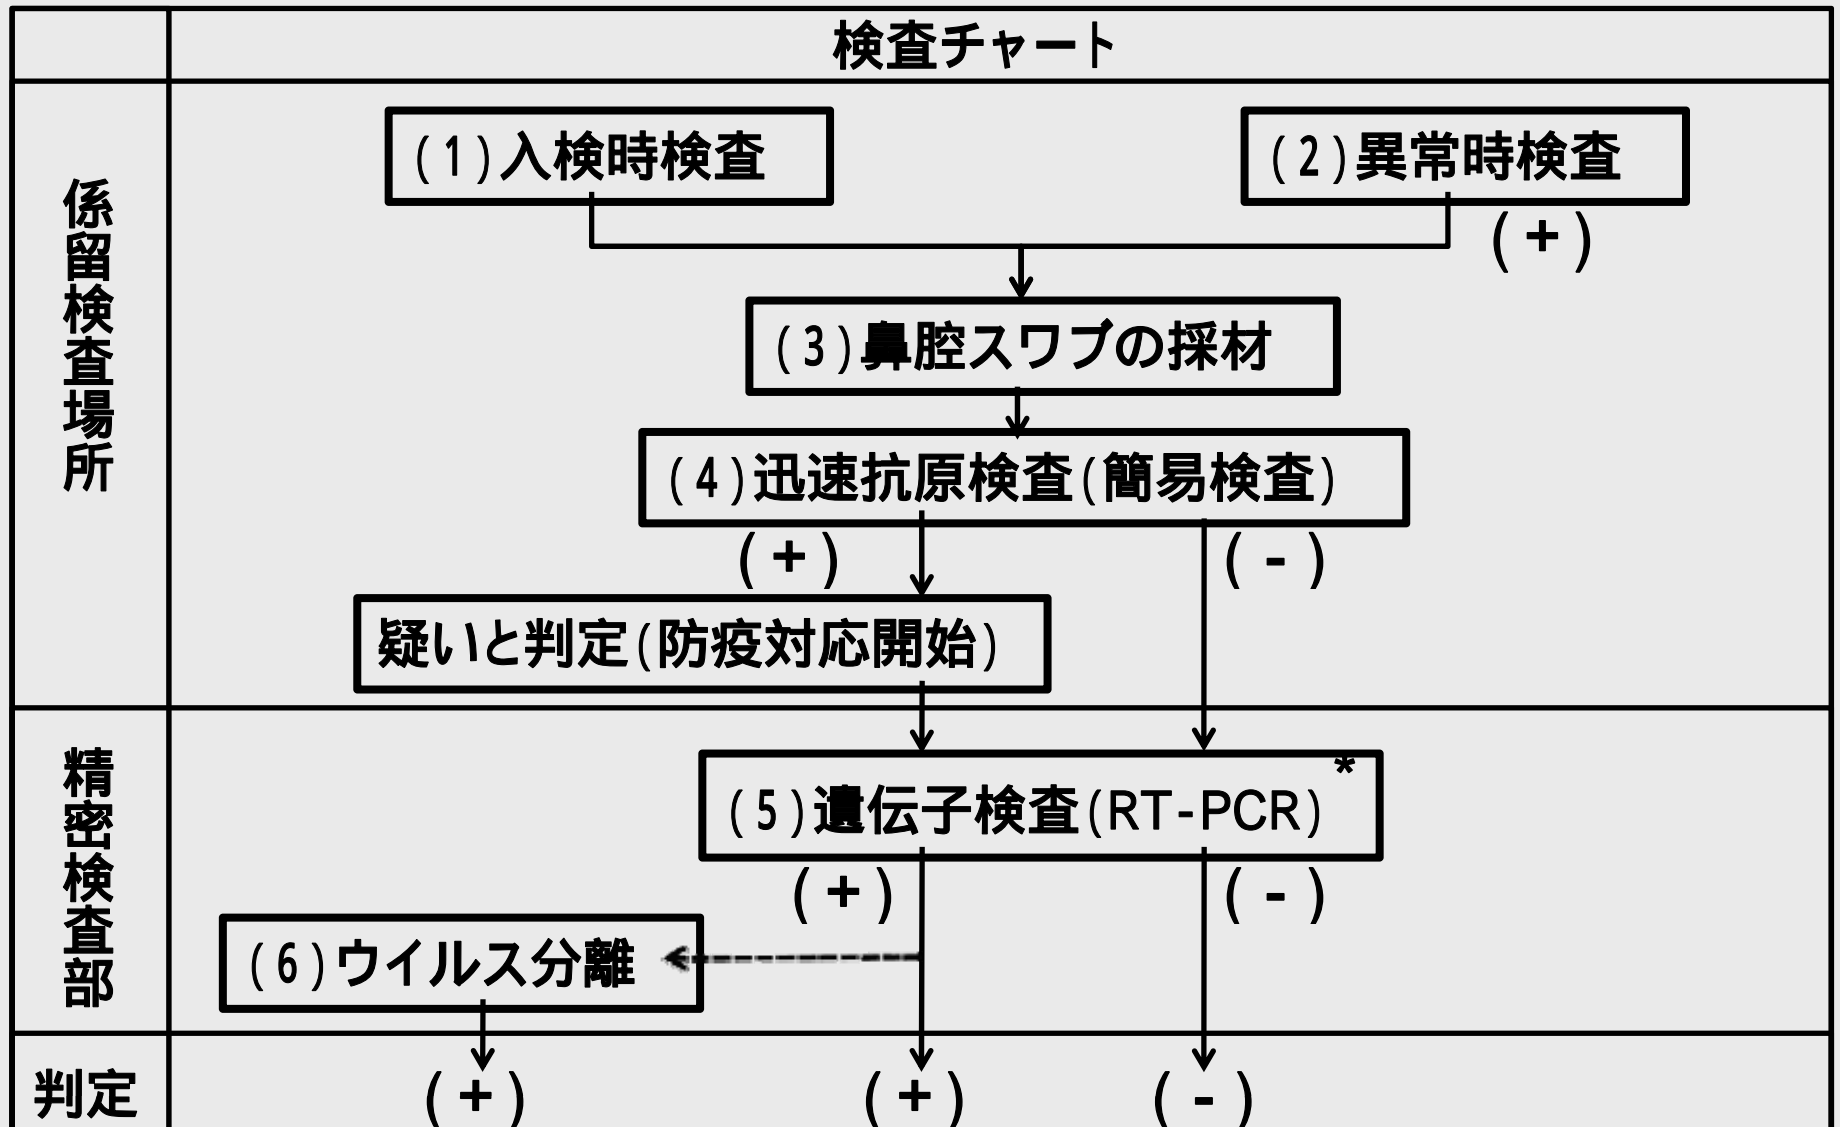 検査チャート
係留検査場所
(1)入検時検査
(2)異常時検査
(+)
(3)鼻腔スワブの採材
(4)迅速抗原検査(簡易検査)
(+)
(-)
疑いと判定(防疫対応開始)
精密検査部
(5)遺伝子検査(RT-PCR)*
(+)
(-)
(6)ウイルス分離
判定
(+)
(+)
(-)